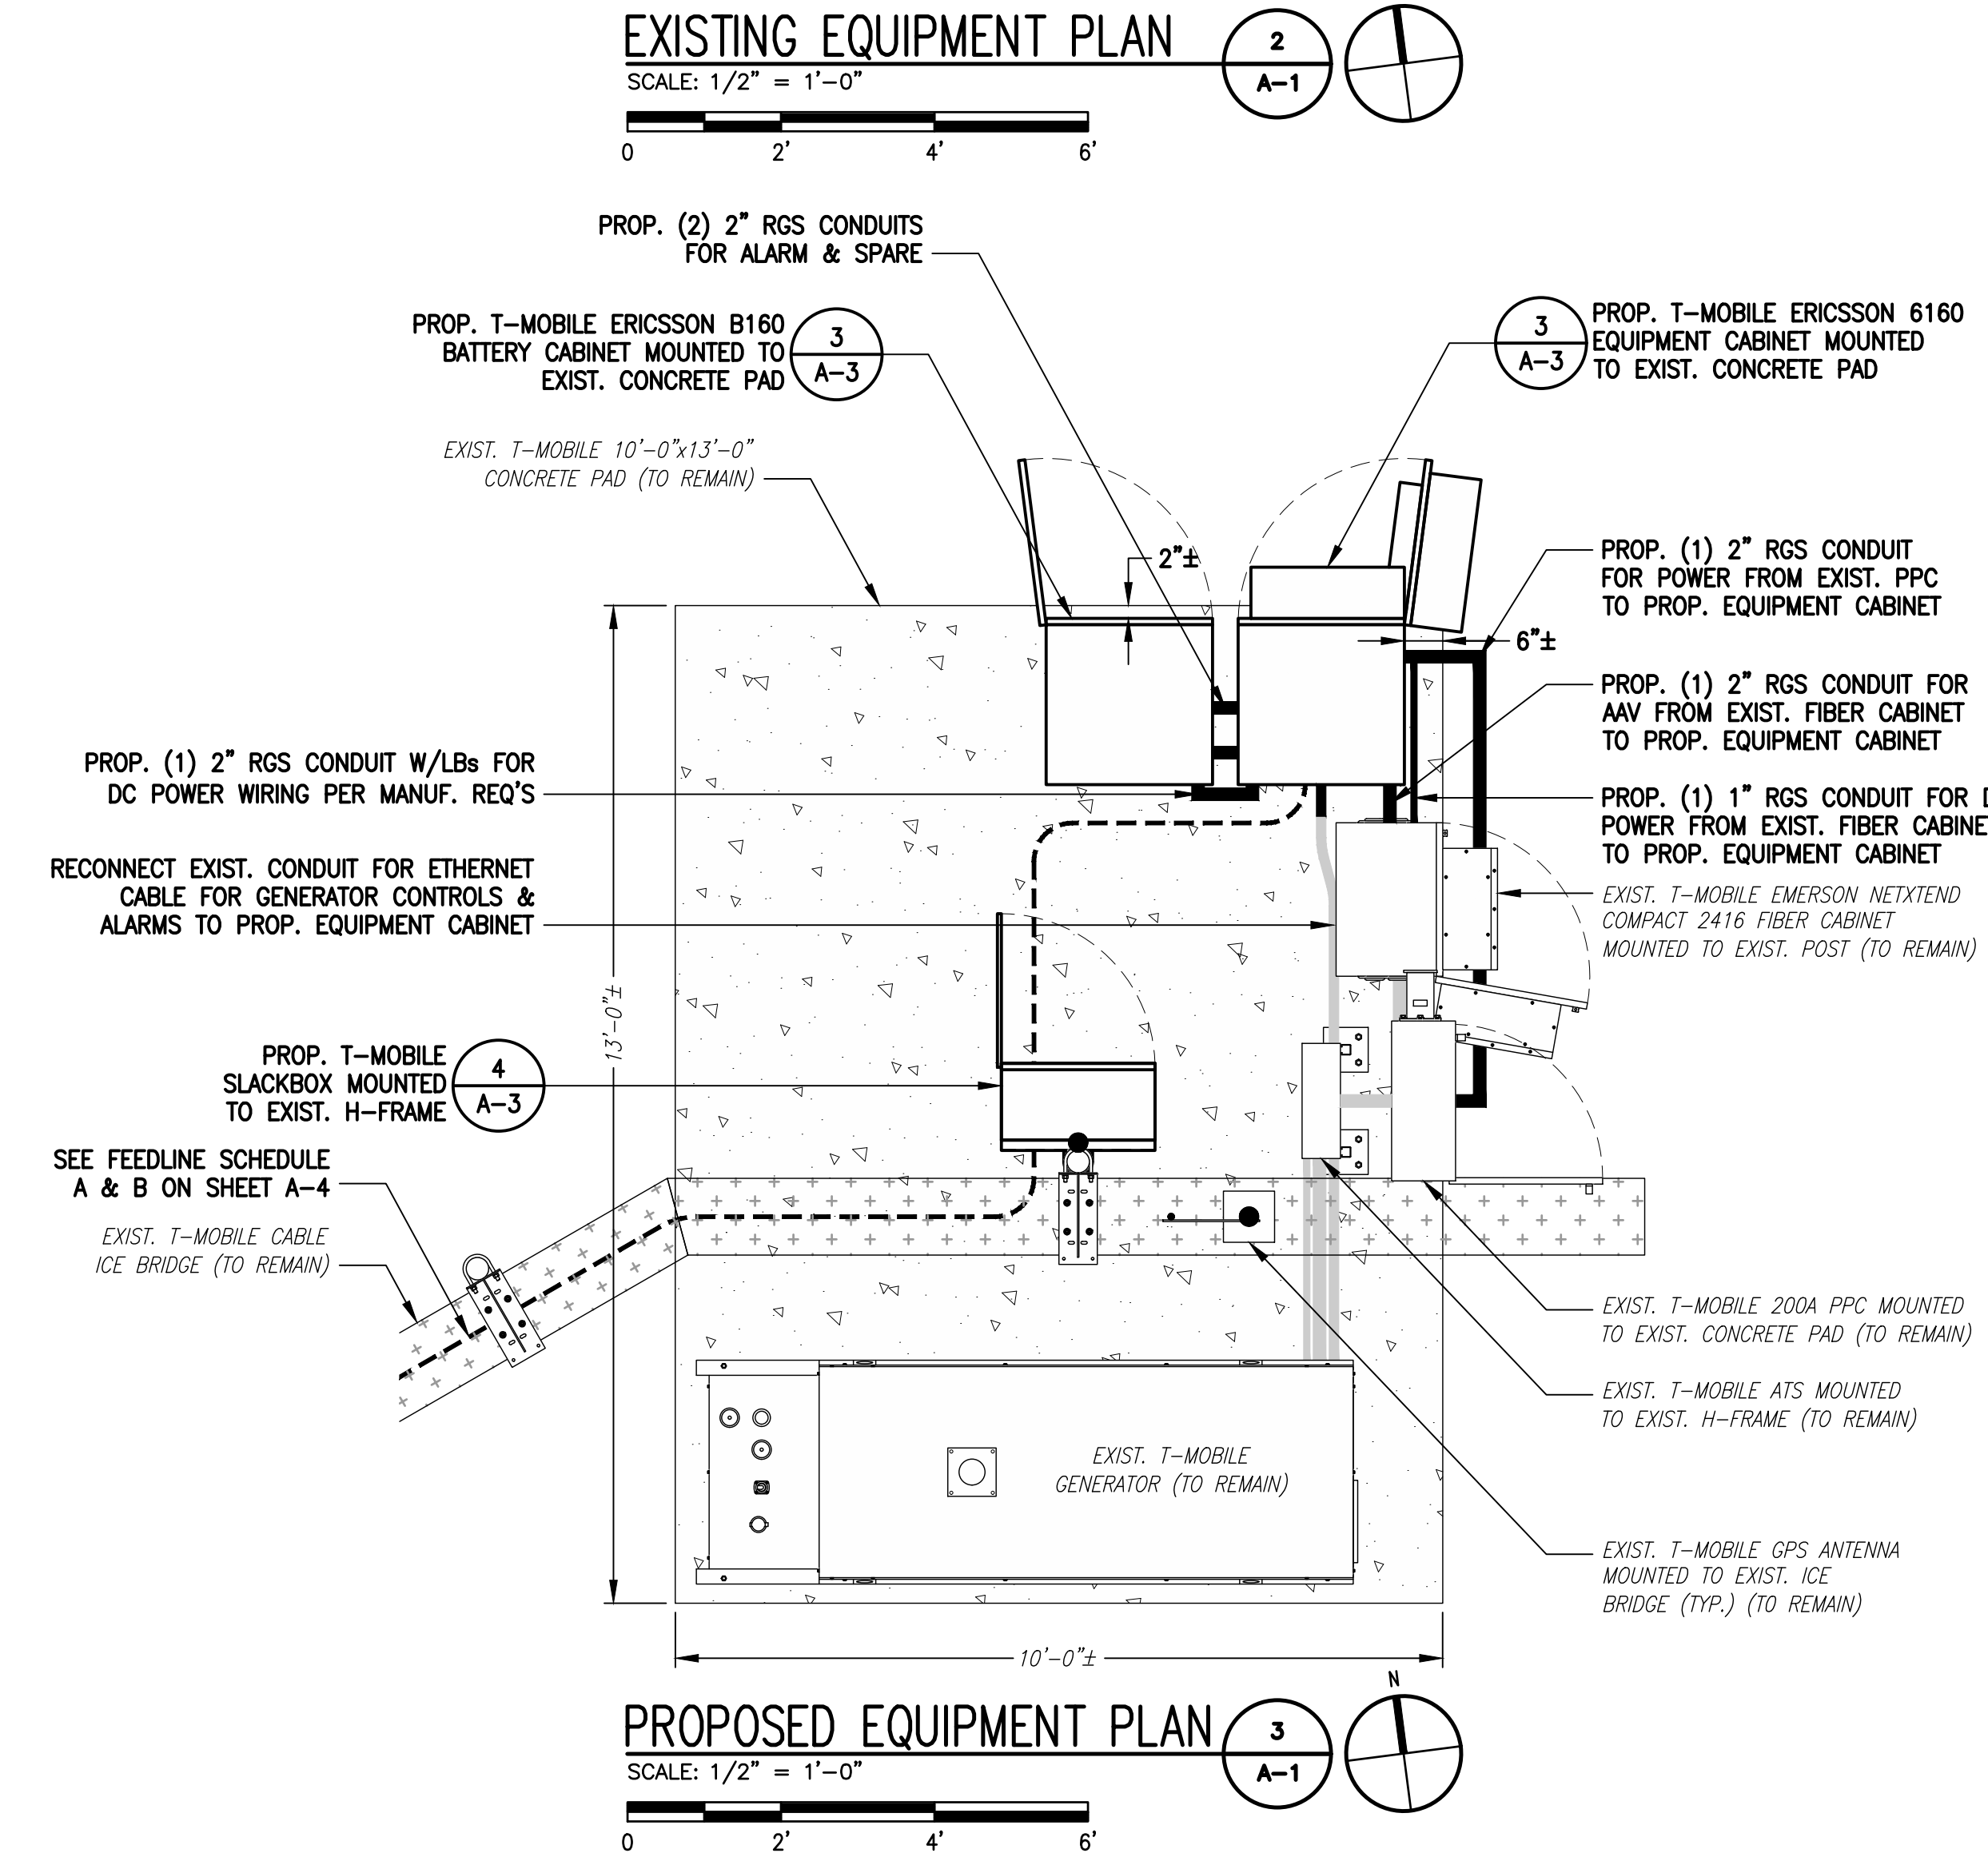 EXISTING EQUIPMENT PLAN
2
A-1
SCALE: 1/2" = 1'-0"
0 2' 4' 6'
PROP. (2) 2" RGS CONDUITS
FOR ALARM & SPARE
PROP. T-MOBILE ERICSSON B160
BATTERY CABINET MOUNTED TO
EXIST. CONCRETE PAD
3
A-3
3
A-3
PROP. T-MOBILE ERICSSON 6160
EQUIPMENT CABINET MOUNTED
TO EXIST. CONCRETE PAD
EXIST. T-MOBILE 10'-0"x13'-0"
CONCRETE PAD (TO REMAIN)
2"±
6"±
PROP. (1) 2" RGS CONDUIT
FOR POWER FROM EXIST. PPC
TO PROP. EQUIPMENT CABINET
PROP. (1) 2" RGS CONDUIT FOR
AAV FROM EXIST. FIBER CABINET
TO PROP. EQUIPMENT CABINET
PROP. (1) 2" RGS CONDUIT W/LBs FOR
DC POWER WIRING PER MANUF. REQ'S
PROP. (1) 1" RGS CONDUIT FOR
POWER FROM EXIST. FIBER CABINE
TO PROP. EQUIPMENT CABINET
RECONNECT EXIST. CONDUIT FOR ETHERNET
CABLE FOR GENERATOR CONTROLS &
ALARMS TO PROP. EQUIPMENT CABINET
EXIST. T-MOBILE EMERSON NETXTEND
COMPACT 2416 FIBER CABINET
MOUNTED TO EXIST. POST (TO REMAIN)
13'-0"±
PROP. T-MOBILE
SLACKBOX MOUNTED
TO EXIST. H-FRAME
4
A-3
SEE FEEDLINE SCHEDULE
A & B ON SHEET A-4
EXIST. T-MOBILE CABLE
ICE BRIDGE (TO REMAIN)
EXIST. T-MOBILE 200A PPC MOUNTED
TO EXIST. CONCRETE PAD (TO REMAIN)
EXIST. T-MOBILE ATS MOUNTED
TO EXIST. H-FRAME (TO REMAIN)
EXIST. T-MOBILE
GENERATOR (TO REMAIN)
EXIST. T-MOBILE GPS ANTENNA
MOUNTED TO EXIST. ICE
BRIDGE (TYP.) (TO REMAIN)
10'-0"±
N
PROPOSED EQUIPMENT PLAN
3
A-1
SCALE: 1/2" = 1'-0"
0 2' 4' 6'